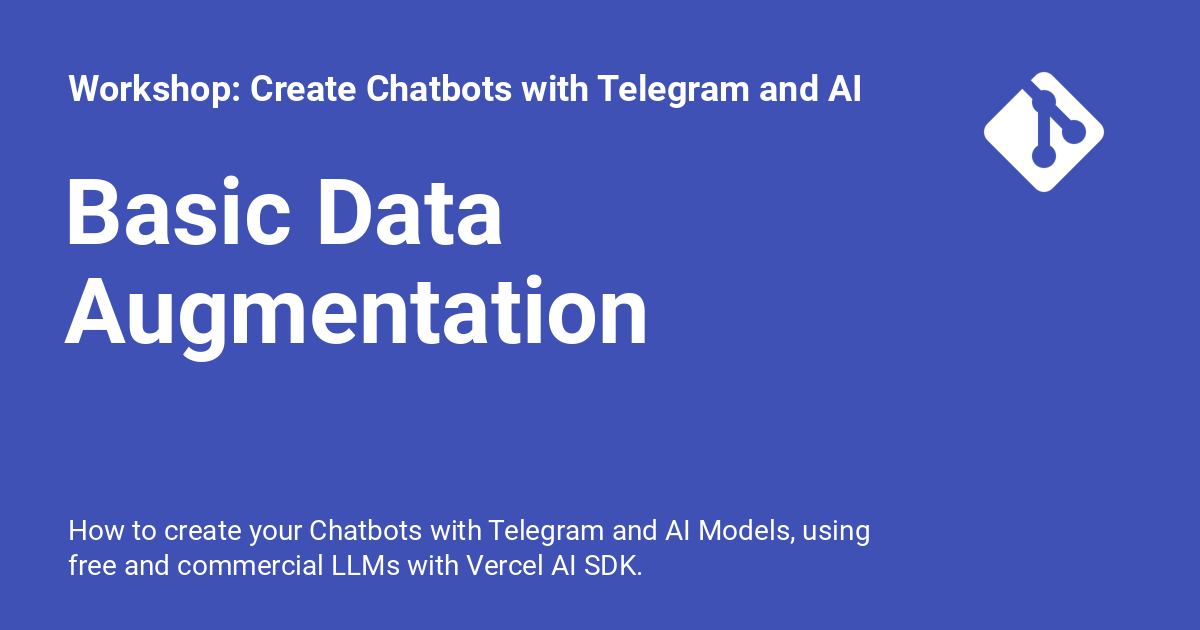 Workshop: Create Chatbots with Telegram and AI
Basic Data
Augmentation
How to create your Chatbots with Telegram and AI Models, using
free and commercial LLMs with Vercel AI SDK.